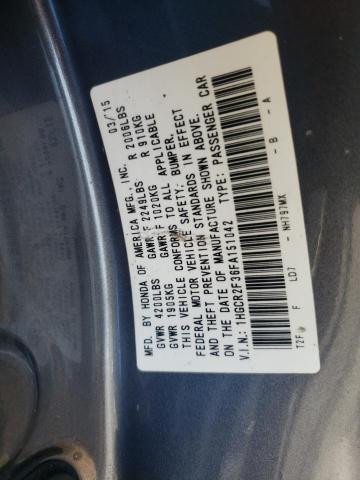 MFD. BY HONDA OF AMERICA MFG., INC. 03/15
GVWR 4200LBS GAWR F 2249LBS R 2006LBS
GVWR 1905KG GAWR F 1020KG R 910KG
THIS VEHICLE CONFORMS TO ALL APPLICABLE
FEDERAL MOTOR VEHICLE SAFETY, BUMPER,
AND THEFT PREVENTION STANDARDS IN EFFECT
ON THE DATE OF MANUFACTURE SHOWN ABOVE.
V.I.N.: 1HGCR2F36FA151042 TYPE: PASSENGER CAR
F LD7 NH797MX - B - A